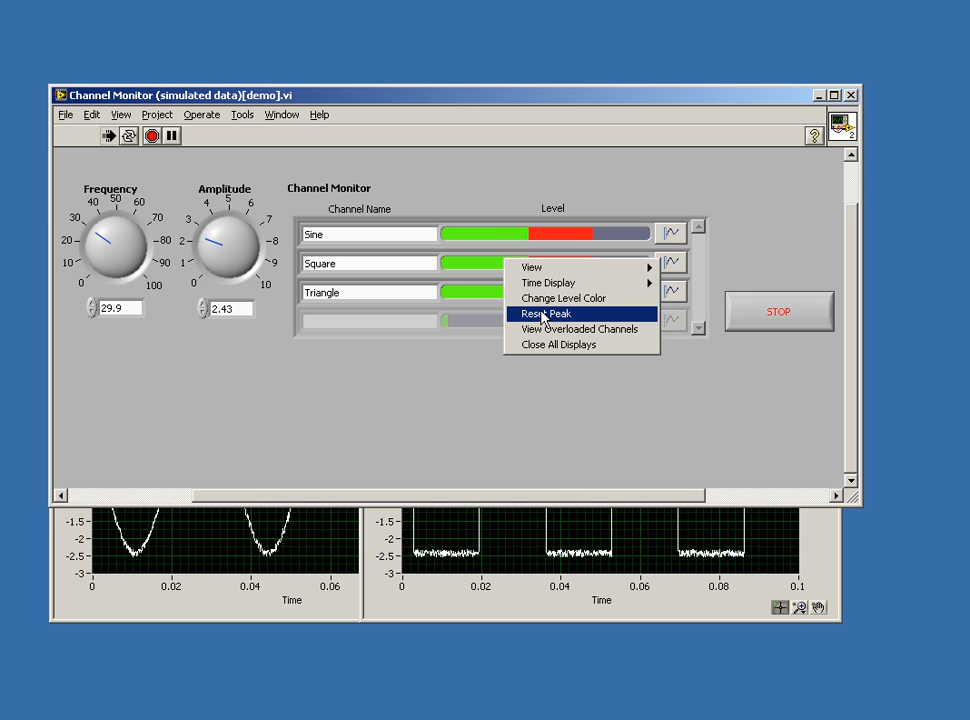 Channel Monitor (simulated data)[demo].vi
File Edit View Project Operate Tools Window Help
2
Frequency
0 10 20 30 40 50 60 70 80 90 100
29.9
Amplitude
0 1 2 3 4 5 6 7 8 9 10
2.43
Channel Monitor
Channel Name Level
Sine
Square
Triangle
View
Time Display
Change Level Color
Reset Peak
View Overloaded Channels
Close All Displays
STOP
-1.5
-2
-2.5
-3
0 0.02 0.04 0.06
Time
-1.5
-2
-2.5
-3
0 0.02 0.04 0.06 0.08 0.1
Time